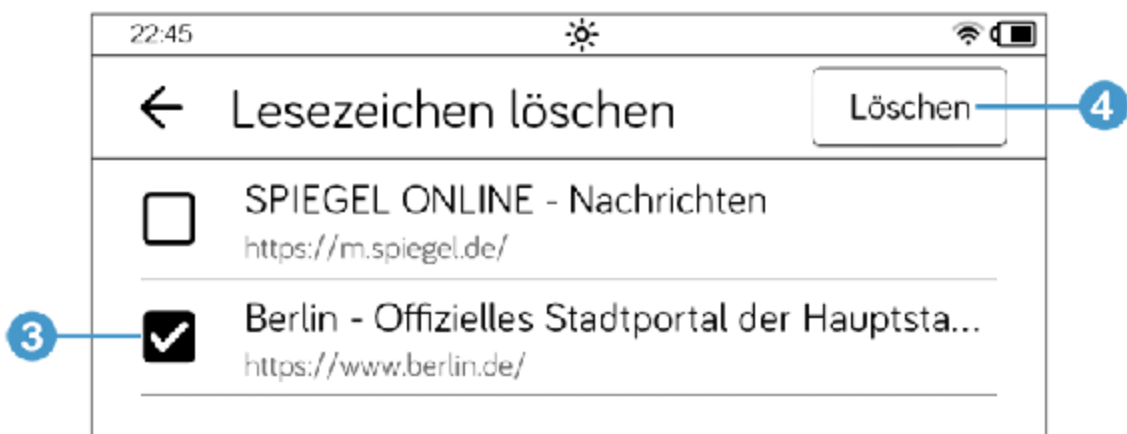 22:45
Lesezeichen löschen
Löschen
4
SPIEGEL ONLINE - Nachrichten
https://m.spiegel.de/
3
Berlin - Offizielles Stadtportal der Hauptsta...
https://www.berlin.de/